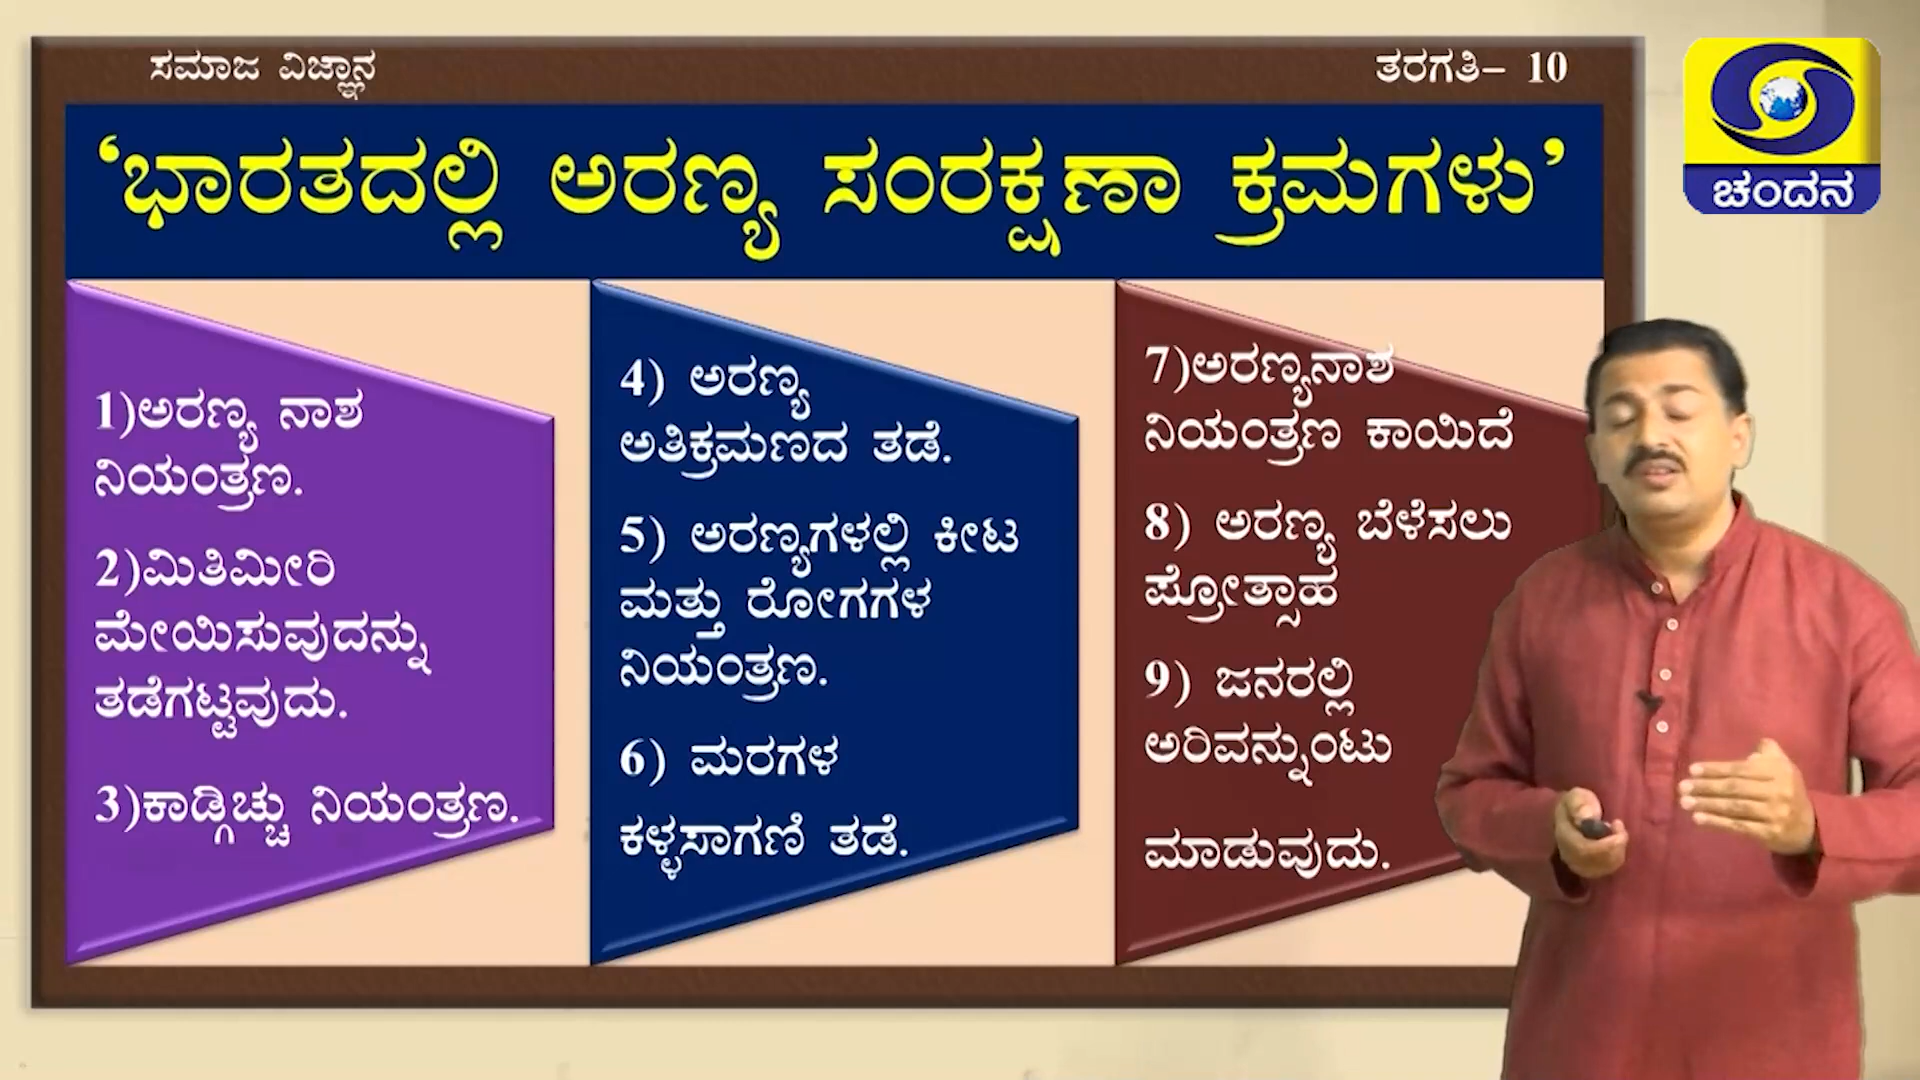 ಸಮಾಜ ವಿಜ್ಞಾನ
ತರಗತಿ– 10
ಚಂದನ
‘ಭಾರತದಲ್ಲಿ ಅರಣ್ಯ ಸಂರಕ್ಷಣಾ ಕ್ರಮಗಳು’
1)ಅರಣ್ಯ ನಾಶ
ನಿಯಂತ್ರಣ.
2)ಮಿತಿಮೀರಿ
ಮೇಯಿಸುವುದನ್ನು
ತಡೆಗಟ್ಟವುದು.
3)ಕಾಡ್ಗಿಚ್ಚು ನಿಯಂತ್ರಣ.
4) ಅರಣ್ಯ
ಅತಿಕ್ರಮಣದ ತಡೆ.
5) ಅರಣ್ಯಗಳಲ್ಲಿ ಕೀಟ
ಮತ್ತು ರೋಗಗಳ
ನಿಯಂತ್ರಣ.
6) ಮರಗಳ
ಕಳ್ಳಸಾಗಣಿ ತಡೆ.
7)ಅರಣ್ಯನಾಶ
ನಿಯಂತ್ರಣ ಕಾಯಿದೆ
8) ಅರಣ್ಯ ಬೆಳೆಸಲು
ಪ್ರೋತ್ಸಾಹ
9) ಜನರಲ್ಲಿ
ಅರಿವನ್ನುಂಟು
ಮಾಡುವುದು.